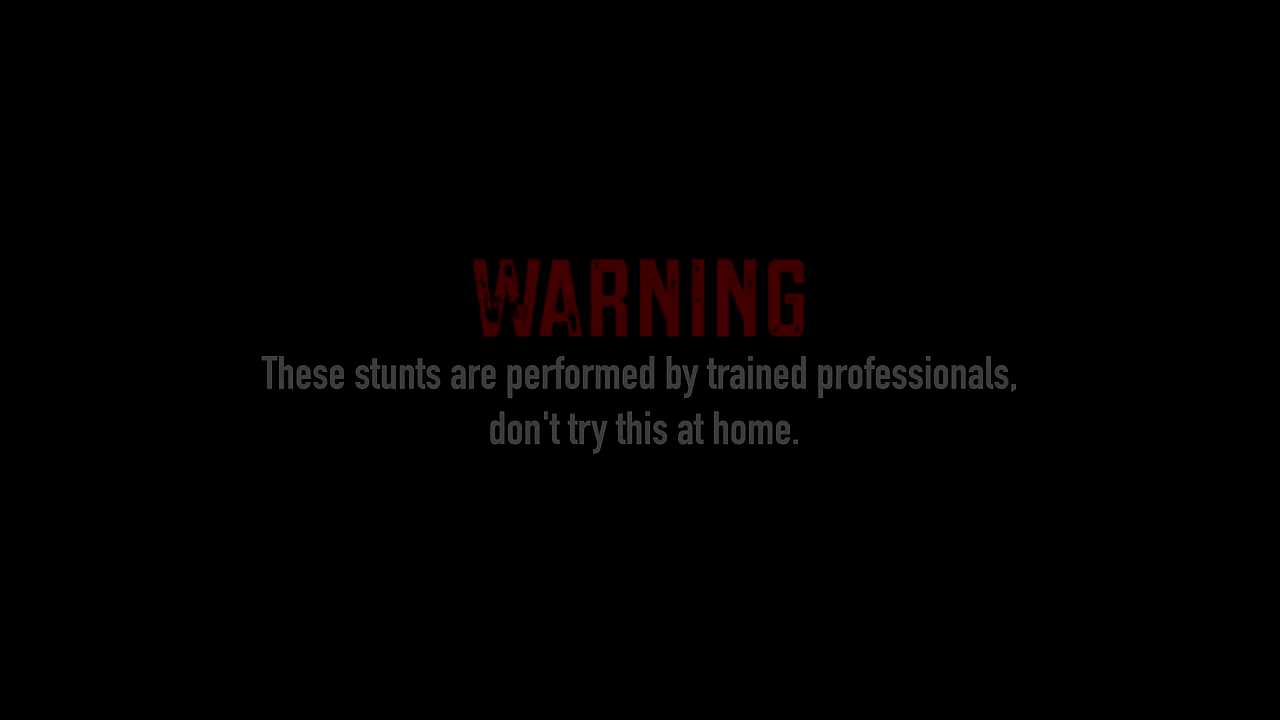 WARNING
These stunts are performed by trained professionals,
don't try this at home.